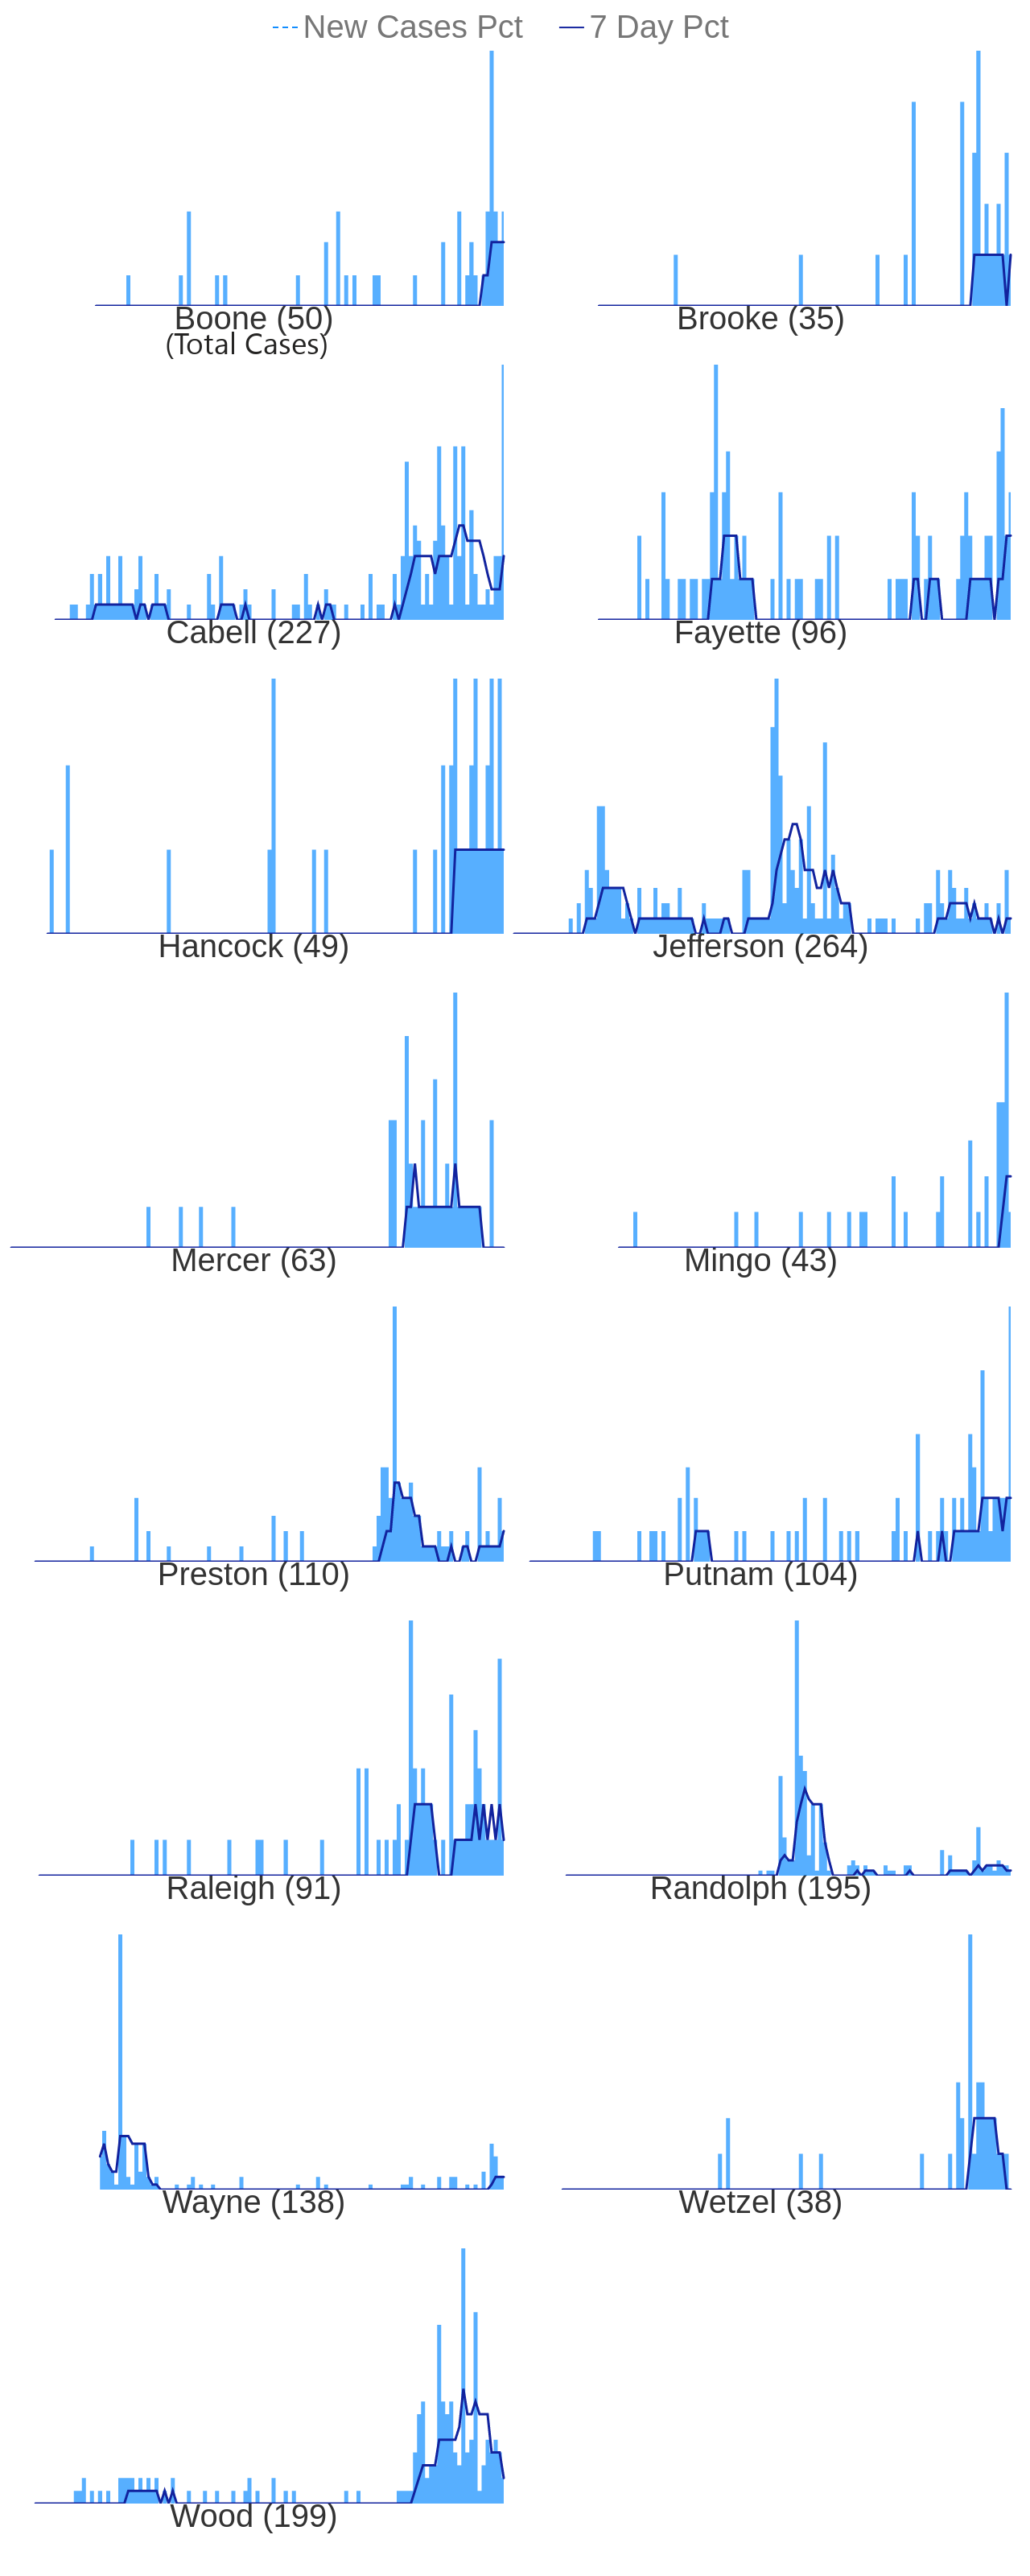 New Cases Pct 7 Day Pct
Boone (50) Brooke (35)
(Total Cases)
Cabell (227) Fayette (96)
Hancock (49) Jefferson (264)
Mercer (63) Mingo (43)
Preston (110) Putnam (104)
Raleigh (91) Randolph (195)
Wayne (138) Wetzel (38)
Wood (199)